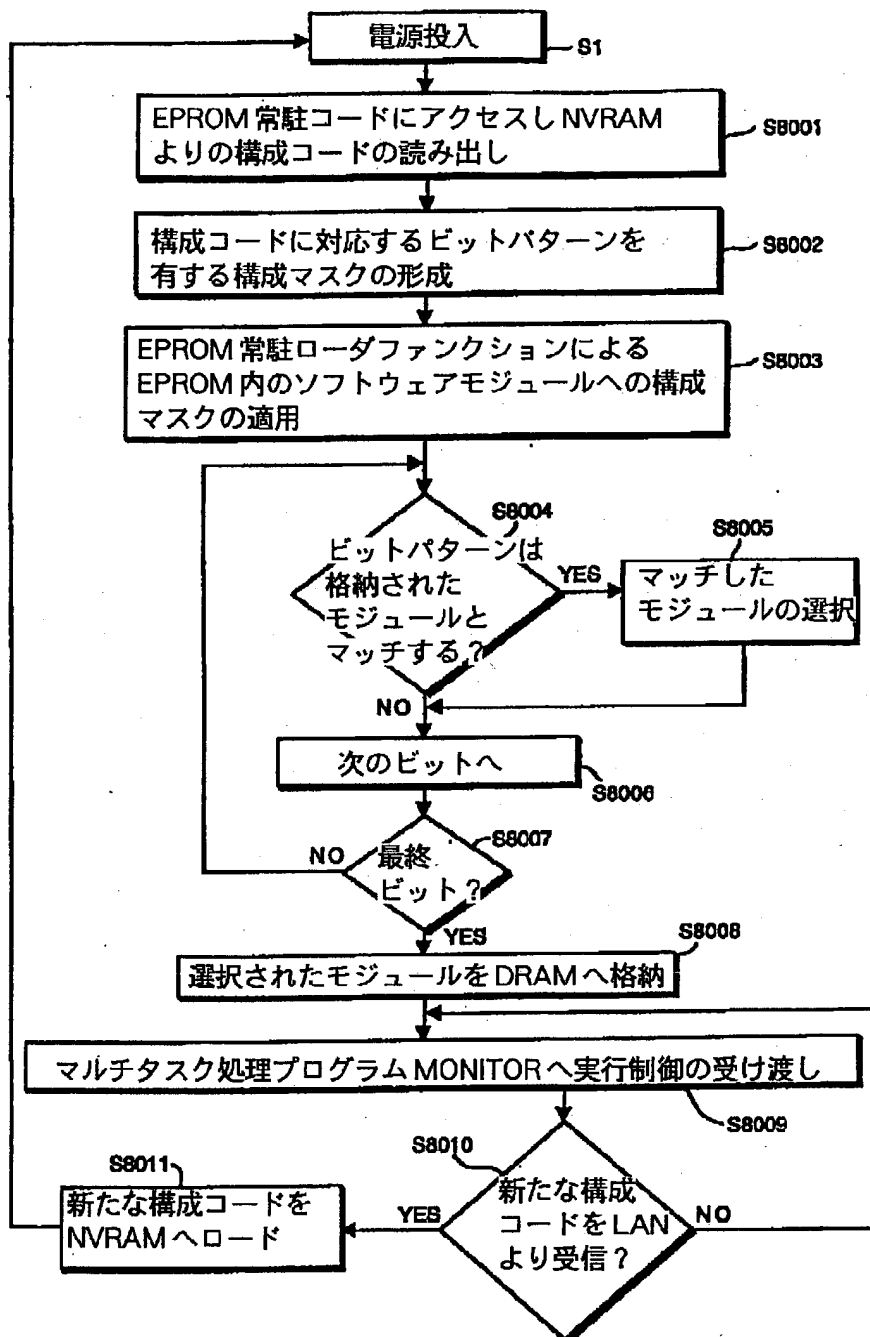 電源投入
S1
EPROM 常駐コードにアクセスし NVRAM
よりの構成コードの読み出し
S8001
構成コードに対応するビットパターンを
有する構成マスクの形成
S8002
EPROM 常駐ローダファンクションによる
EPROM 内のソフトウェアモジュールへの構成
マスクの適用
S8003
S8004
ビットパターンは
格納された
モジュールと
マッチする?
YES
S8005
マッチした
モジュールの選択
NO
次のビットへ
S8006
S8007
最終
ビット?
NO
YES
S8008
選択されたモジュールを DRAM へ格納
マルチタスク処理プログラム MONITOR へ実行制御の受け渡し
S8009
S8010
新たな構成
コードを LAN
より受信?
YES
NO
S8011
新たな構成コードを
NVRAM へロード